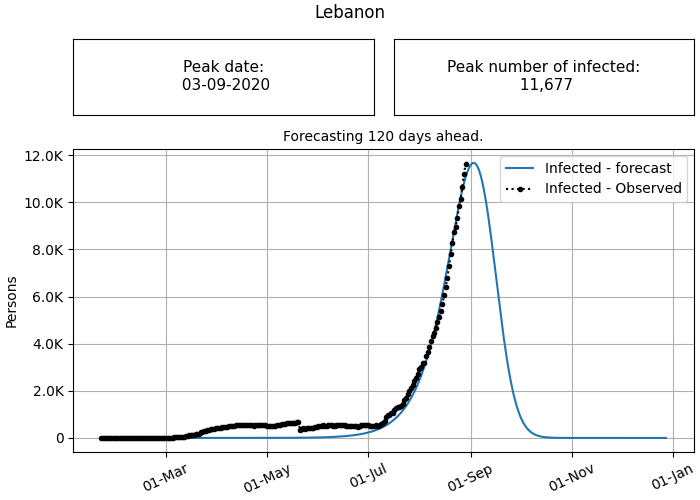 Lebanon
Peak date:
03-09-2020
Peak number of infected:
11,677
Forecasting 120 days ahead.
Infected - forecast
Infected - Observed
Persons
12.0K
10.0K
8.0K
6.0K
4.0K
2.0K
0
01-Mar
01-May
01-Jul
01-Sep
01-Nov
01-Jan